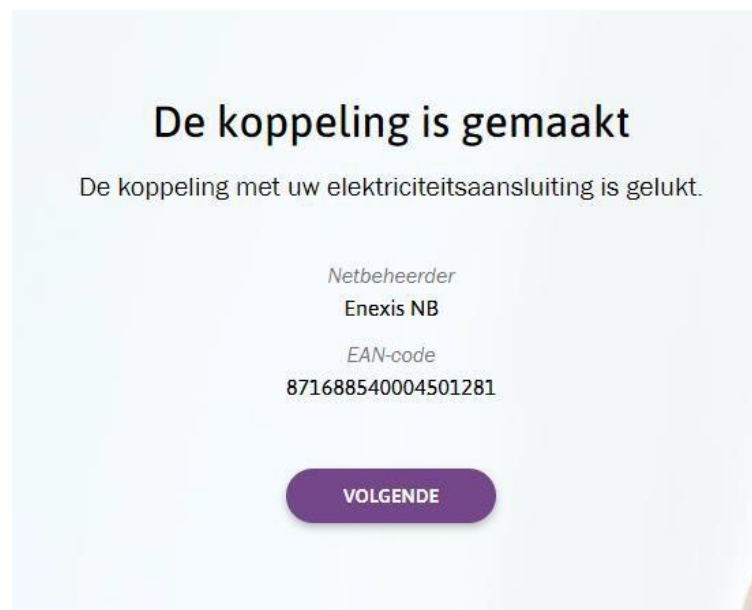 De koppeling is gemaakt
De koppeling met uw elektriciteitsaansluiting is gelukt.
Netbeheerder
Enexis NB
EAN-code
871688540004501281
VOLGENDE